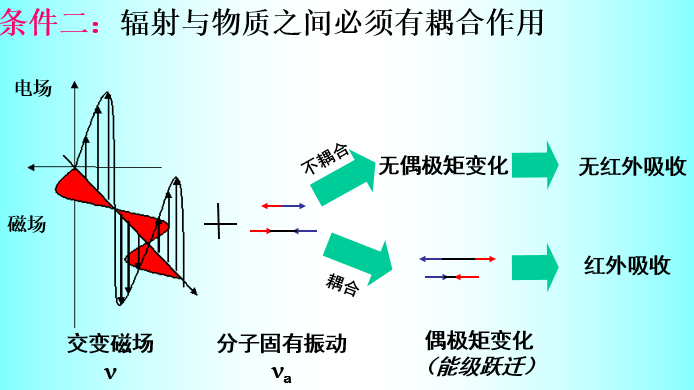 条件二：辐射与物质之间必须有耦合作用
电场
不耦合
无偶极矩变化
无红外吸收
磁场
耦合
红外吸收
交变磁场
ν
分子固有振动
νa
偶极矩变化
（能级跃迁）